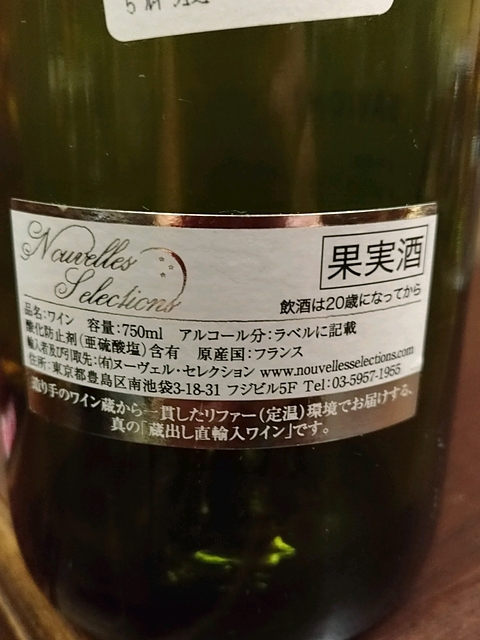 Nouvelles
Selections
果実酒
飲酒は20歳になってから
品名:ワイン 容量:750ml アルコール分:ラベルに記載
酸化防止剤(亜硫酸塩)含有 原産国:フランス
輸入者及び引取先:(有)ヌーヴェル・セレクション www.nouvellesselections.com
住所:東京都豊島区南池袋3-18-31 フジビル5F Tel:03-5957-1955
造り手のワイン蔵から一貫したリファー(定温)環境でお届けする、
真の「蔵出し直輸入ワイン」です。